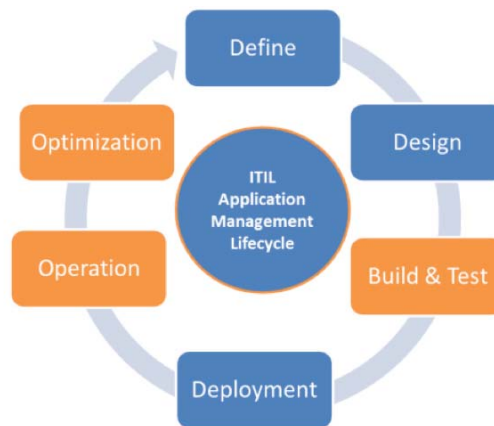 Define
Design
Build & Test
Deployment
Operation
Optimization
ITIL
Application
Management
Lifecycle